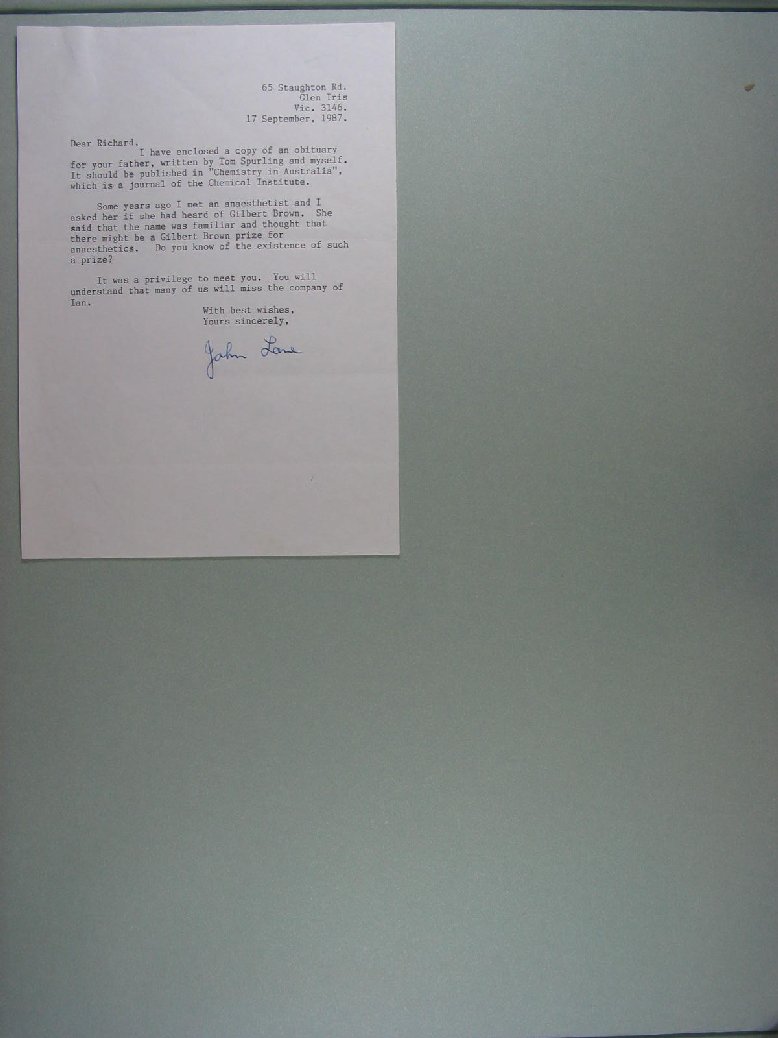 65 Staughton Rd.
Glen Iris
Vic. 3146.
17 September, 1987.
Dear Richard,
I have enclosed a copy of an obituary
for your father, written by Tom Spurling and myself.
It should be published in "Chemistry in Australia",
which is a journal of the Chemical Institute.
Some years ago I met an anaesthetist and I
asked her if she had heard of Gilbert Brown. She
said that the name was familiar and thought that
there might be a Gilbert Brown prize for
anaesthetics. Do you know of the existence of such
a prize?
It was a privilege to meet you. You will
understand that many of us will miss the company of
Ian.
With best wishes,
Yours sincerely,
John Lane